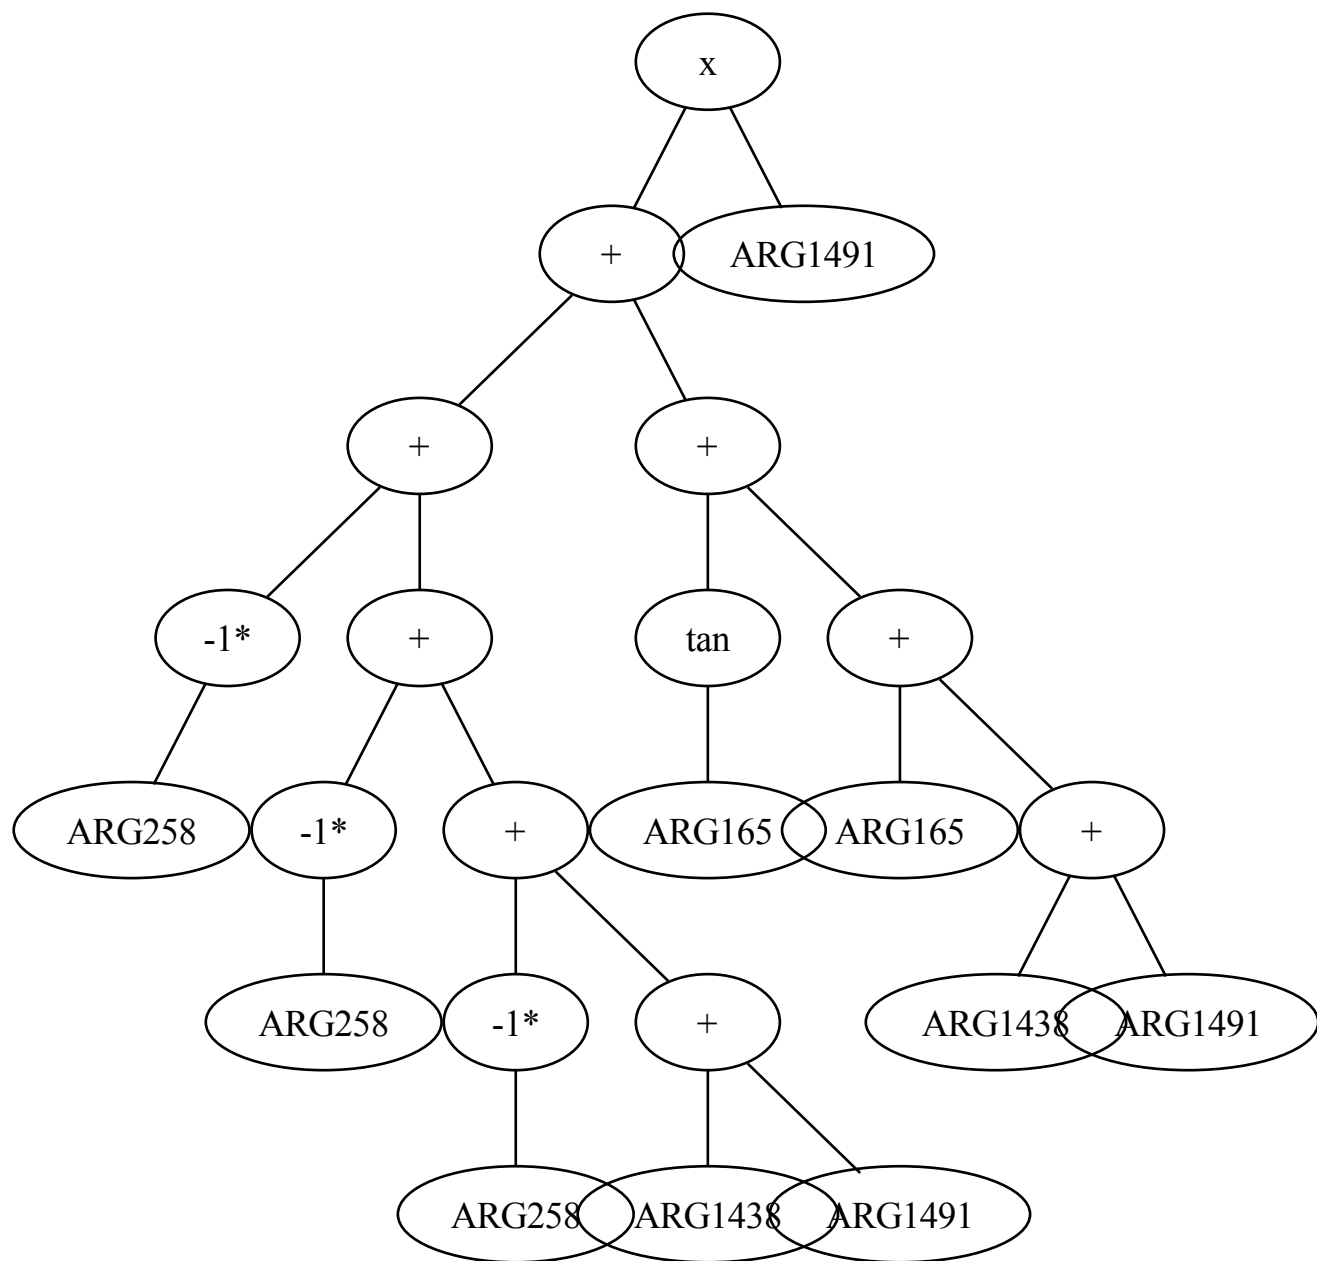 x
+ ARG1491
+ +
-1* + tan +
ARG258 -1* + ARG165 ARG165 +
ARG258 -1* + ARG1438 ARG1491
ARG258 ARG1438 ARG1491